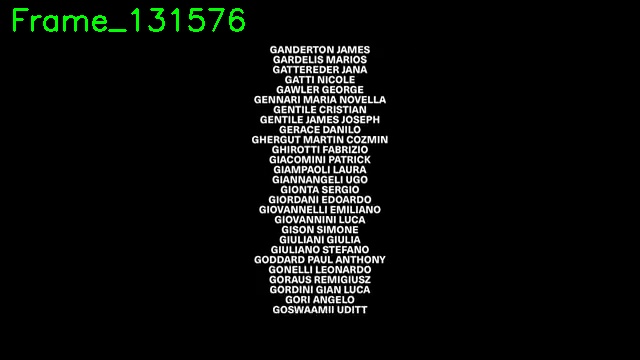 Frame_131576
GANDERTON JAMES
GARDELIS MARIOS
GATTEREDER JANA
GATTI NICOLE
GAWLER GEORGE
GENNARI MARIA NOVELLA
GENTILE CRISTIAN
GENTILE JAMES JOSEPH
GERACE DANILO
GHERGUT MARTIN COZMIN
GHIROTTI FABRIZIO
GIACOMINI PATRICK
GIAMPAOLI LAURA
GIANNANGELI UGO
GIONTA SERGIO
GIORDANI EDOARDO
GIOVANNELLI EMILIANO
GIOVANNINI LUCA
GISON SIMONE
GIULIANI GIULIA
GIULIANO STEFANO
GODDARD PAUL ANTHONY
GONELLI LEONARDO
GORAUS REMIGIUSZ
GORDINI GIAN LUCA
GORI ANGELO
GOSWAAMII UDITT